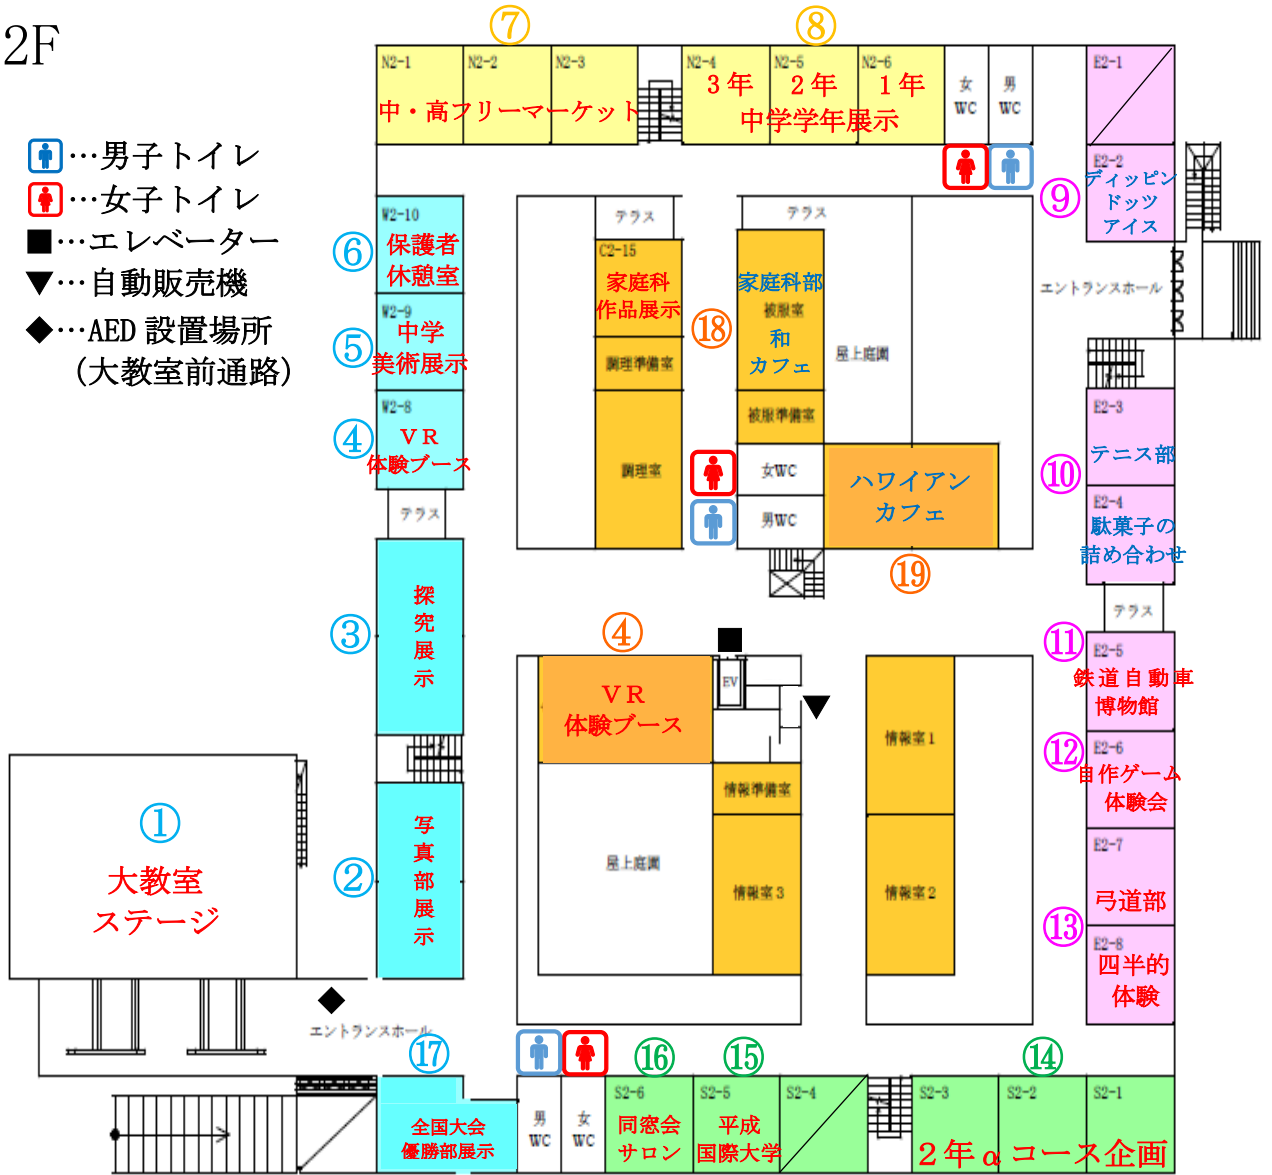 2F
…男子トイレ
…女子トイレ
■…エレベーター
▼…自動販売機
◆…AED 設置場所
(大教室前通路)
⑦
⑧
N2-1
N2-2
N2-3
中・高フリーマーケット
N2-4
N2-5
N2-6
3年
2年
1年
中学学年展示
女
WC
男
WC
E2-1
E2-2
⑨
ディッピン
ドッツ
アイス
エントランスホール
W2-10
⑥
保護者
休憩室
W2-9
⑤
中学
美術展示
W2-8
④
VR
体験ブース
テラス
③
探究展示
②
写真部展示
①
大教室
ステージ
エントランスホール
テラス
C2-15
家庭科
作品展示
調理準備室
調理室
⑱
テラス
家庭科部
被服室
和
カフェ
被服準備室
女WC
男WC
屋上庭園
ハワイアン
カフェ
⑲
④
VR
体験ブース
EV
情報準備室
情報室3
屋上庭園
情報室1
情報室2
E2-3
テニス部
⑩
E2-4
駄菓子の
詰め合わせ
テラス
⑪
E2-5
鉄道自動車
博物館
⑫
E2-6
自作ゲーム
体験会
E2-7
弓道部
⑬
E2-8
四半的
体験
⑰
全国大会
優勝部展示
男
WC
女
WC
⑯
S2-6
同窓会
サロン
⑮
S2-5
平成
国際大学
S2-4
⑭
S2-3
S2-2
S2-1
2年αコース企画